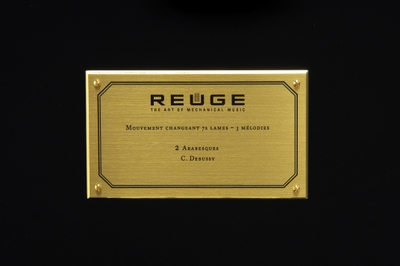 REUGE
THE ART OF MECHANICAL MUSIC
MOUVEMENT CHANGEANT 72 LAMES – 3 MÉLODIES
2 ARABESQUES
C. DEBUSSY